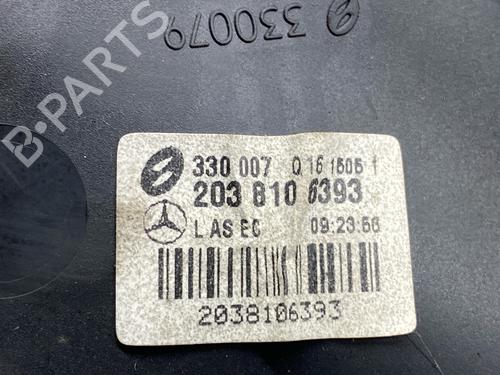 B-PARTS
330079
330 007 Q 16 1505 1
203 810 6393
L AS EC 09:23:56
2038106393